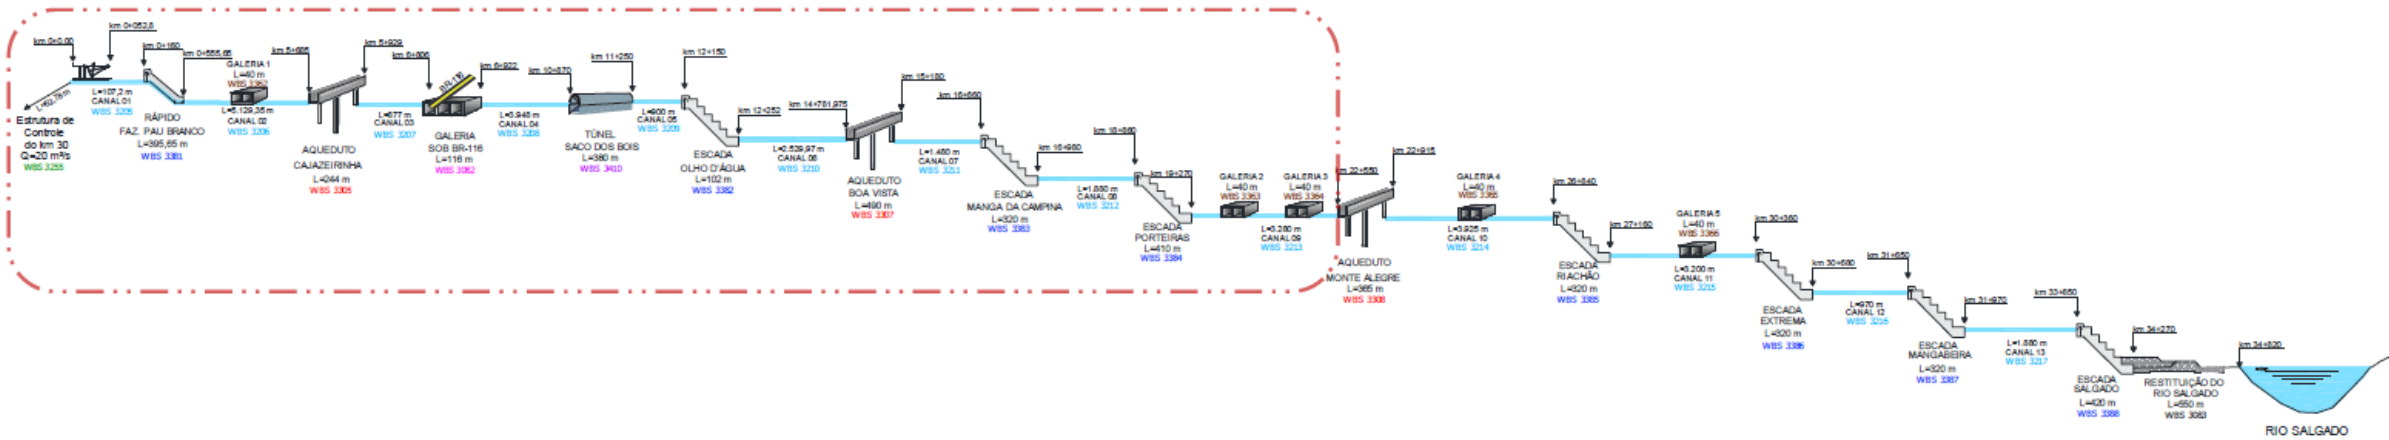 km 0+0.00
km 0+052,8
L=52,78 m
Estrutura de
Controle
do km 30
Q=20 m³/s
WBS 3255
L=107,2 m
CANAL 01
WBS 3205
km 0+160
km 0+555,65
RÁPIDO
FAZ. PAU BRANCO
L=395,65 m
WBS 3381
GALERIA 1
L=40 m
WBS 3362
L=5.129,35 m
CANAL 02
WBS 3206
km 5+685
km 5+929
AQUEDUTO
CAJAZEIRINHA
L=244 m
WBS 3305
L=877 m
CANAL 03
WBS 3207
km 6+806
BR-116
km 6+922
GALERIA
SOB BR-116
L=116 m
WBS 3082
L=3.948 m
CANAL 04
WBS 3208
km 10+870
km 11+250
TÚNEL
SACO DOS BOIS
L=380 m
WBS 3410
L=900 m
CANAL 05
WBS 3209
km 12+150
km 12+252
ESCADA
OLHO D'ÁGUA
L=102 m
WBS 3382
L=2.529,97 m
CANAL 06
WBS 3210
km 14+781,975
km 15+180
AQUEDUTO
BOA VISTA
L=490 m
WBS 3307
L=1.480 m
CANAL 07
WBS 3211
km 16+660
km 16+980
ESCADA
MANGA DA CAMPINA
L=320 m
WBS 3383
L=1.880 m
CANAL 08
WBS 3212
km 18+860
km 19+270
ESCADA
PORTEIRAS
L=410 m
WBS 3384
GALERIA 2
L=40 m
WBS 3363
GALERIA 3
L=40 m
WBS 3364
L=3.280 m
CANAL 09
WBS 3213
km 22+550
km 22+915
AQUEDUTO
MONTE ALEGRE
L=365 m
WBS 3308
GALERIA 4
L=40 m
WBS 3365
L=3.925 m
CANAL 10
WBS 3214
km 26+840
km 27+160
ESCADA
RIACHÃO
L=320 m
WBS 3385
GALERIA 5
L=40 m
WBS 3366
L=3.200 m
CANAL 11
WBS 3215
km 30+360
km 30+680
ESCADA
EXTREMA
L=320 m
WBS 3386
L=970 m
CANAL 12
WBS 3216
km 31+650
km 31+970
ESCADA
MANGABEIRA
L=320 m
WBS 3387
L=1.880 m
CANAL 13
WBS 3217
km 33+850
km 34+270
ESCADA
SALGADO
L=420 m
WBS 3388
RESTITUIÇÃO DO
RIO SALGADO
L=550 m
WBS 3083
km 34+820
RIO SALGADO